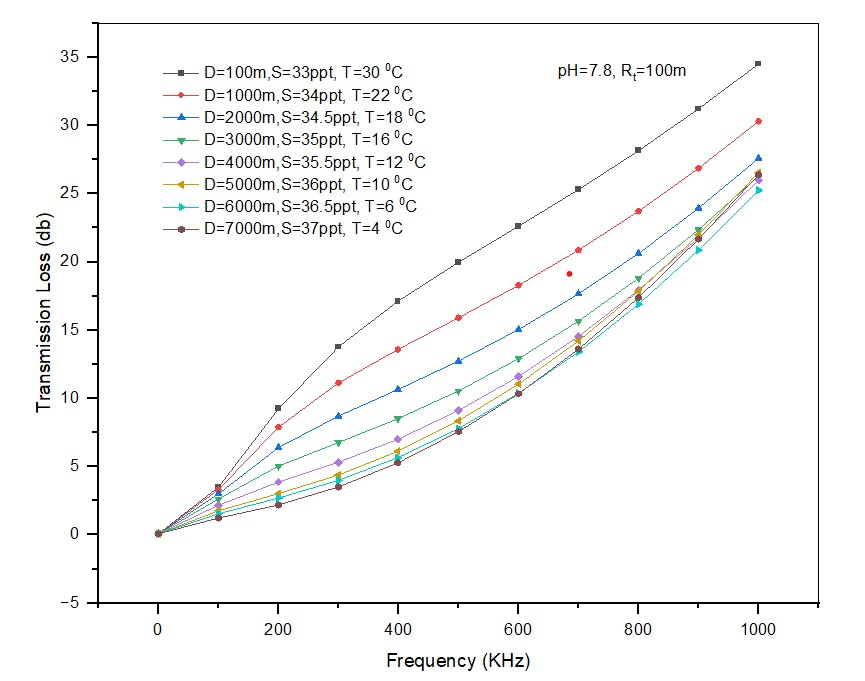 35
30
25
20
15
10
5
0
−5
Transmission Loss (db)
D=100m,S=33ppt, T=30 ⁰C
D=1000m,S=34ppt, T=22 ⁰C
D=2000m,S=34.5ppt, T=18 ⁰C
D=3000m,S=35ppt, T=16 ⁰C
D=4000m,S=35.5ppt, T=12 ⁰C
D=5000m,S=36ppt, T=10 ⁰C
D=6000m,S=36.5ppt, T=6 ⁰C
D=7000m,S=37ppt, T=4 ⁰C
pH=7.8, Rₜ=100m
0 200 400 600 800 1000
Frequency (KHz)